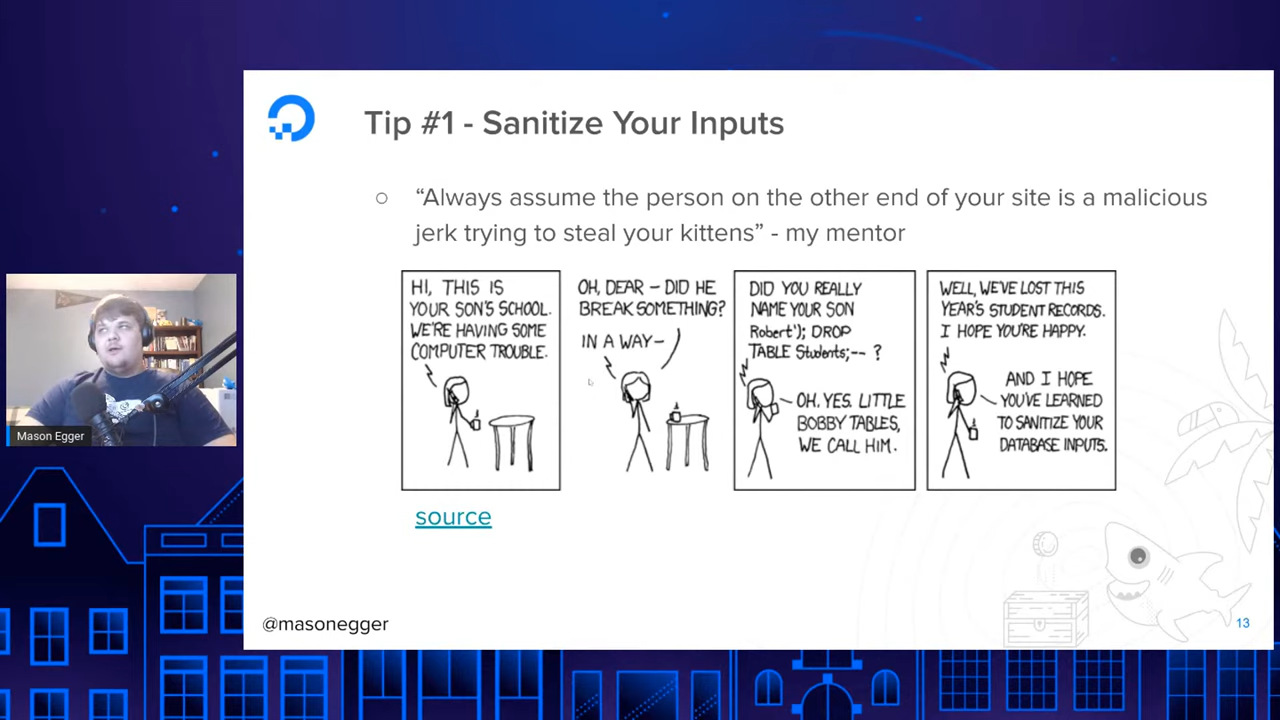 Tip #1 - Sanitize Your Inputs
“Always assume the person on the other end of your site is a malicious
jerk trying to steal your kittens” - my mentor
HI, THIS IS
YOUR SON'S SCHOOL.
WE'RE HAVING SOME
COMPUTER TROUBLE.
OH, DEAR – DID HE
BREAK SOMETHING?
IN A WAY–
DID YOU REALLY
NAME YOUR SON
Robert'); DROP
TABLE Students;-- ?
OH. YES. LITTLE
BOBBY TABLES,
WE CALL HIM.
WELL, WE'VE LOST THIS
YEAR'S STUDENT RECORDS.
I HOPE YOU'RE HAPPY.
AND I HOPE
YOU'VE LEARNED
TO SANITIZE YOUR
DATABASE INPUTS.
source
Mason Egger
@masonegger
13